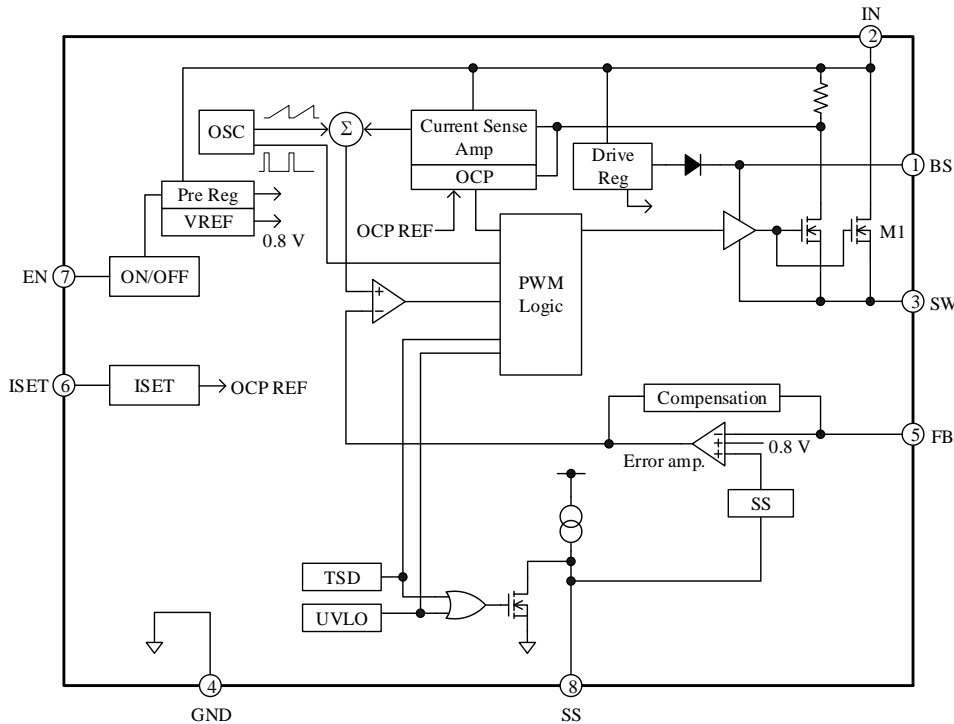 IN
2
OSC
Σ
Current Sense
Amp
OCP
Drive
Reg
1
BS
Pre Reg
VREF
0.8 V
OCP REF
M1
EN
7
ON/OFF
PWM
Logic
+
−
3
SW
ISET
6
ISET
OCP REF
Compensation
5
FB
−
+
+
0.8 V
Error amp.
SS
TSD
UVLO
4
8
GND
SS